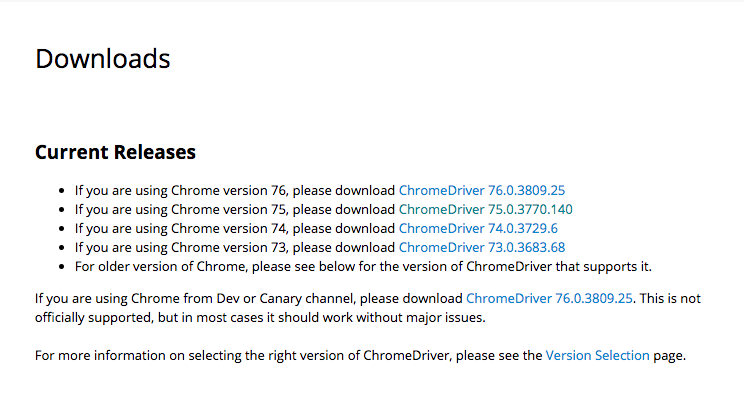 Downloads
Current Releases
If you are using Chrome version 76, please download ChromeDriver 76.0.3809.25
If you are using Chrome version 75, please download ChromeDriver 75.0.3770.140
If you are using Chrome version 74, please download ChromeDriver 74.0.3729.6
If you are using Chrome version 73, please download ChromeDriver 73.0.3683.68
For older version of Chrome, please see below for the version of ChromeDriver that supports it.
If you are using Chrome from Dev or Canary channel, please download ChromeDriver 76.0.3809.25. This is not
officially supported, but in most cases it should work without major issues.
For more information on selecting the right version of ChromeDriver, please see the Version Selection page.